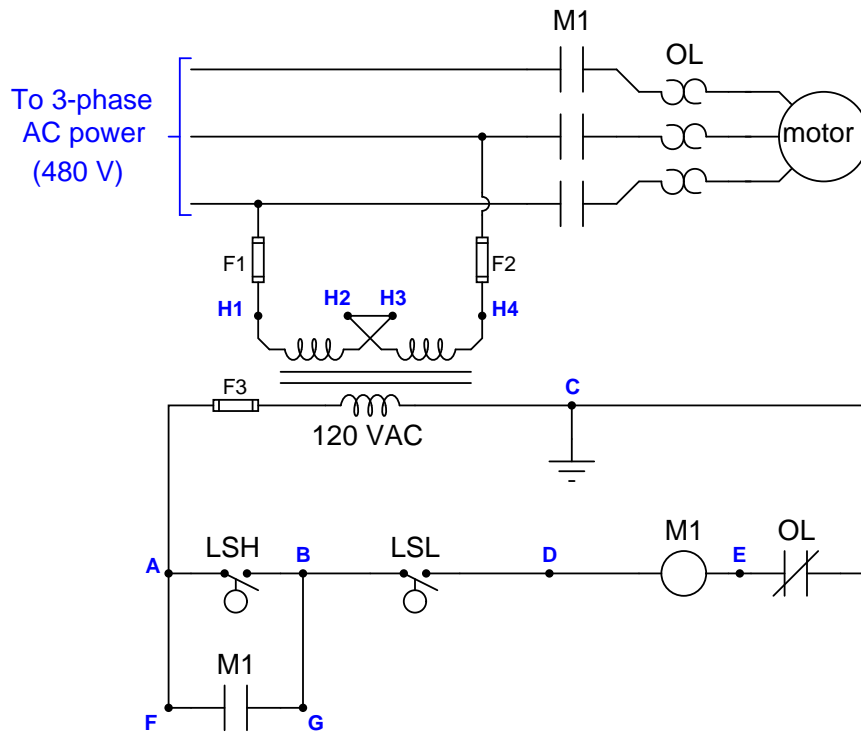 M1
OL
To 3-phase
AC power
(480 V)
motor
F1
F2
H1
H2
H3
H4
F3
C
120 VAC
LSH
LSL
M1
OL
A
B
D
E
M1
F
G